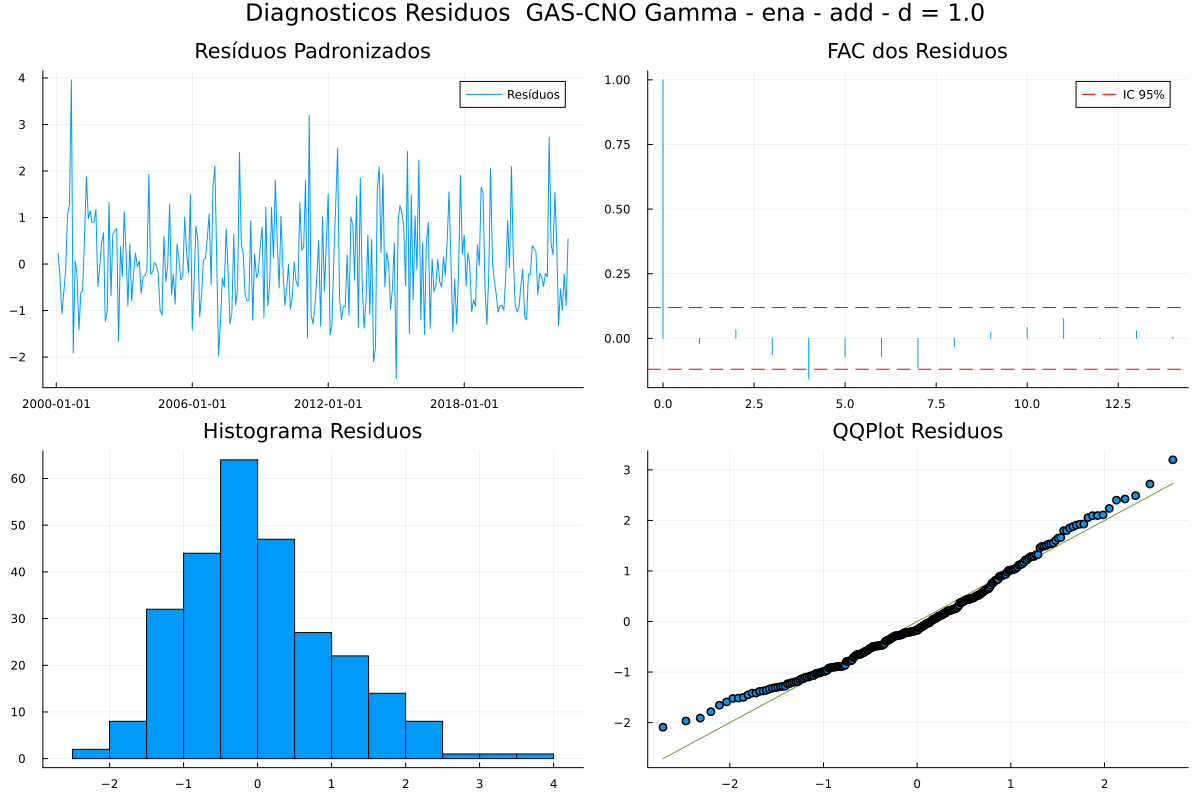 Diagnosticos Residuos  GAS-CNO Gamma - ena - add - d = 1.0
Resíduos Padronizados
4
3
2
1
0
−1
−2
Resíduos
2000-01-01 2006-01-01 2012-01-01 2018-01-01
FAC dos Residuos
1.00
0.75
0.50
0.25
0.00
IC 95%
0.0 2.5 5.0 7.5 10.0 12.5
Histograma Residuos
60
50
40
30
20
10
0
−2 −1 0 1 2 3 4
QQPlot Residuos
3
2
1
0
−1
−2
−2 −1 0 1 2